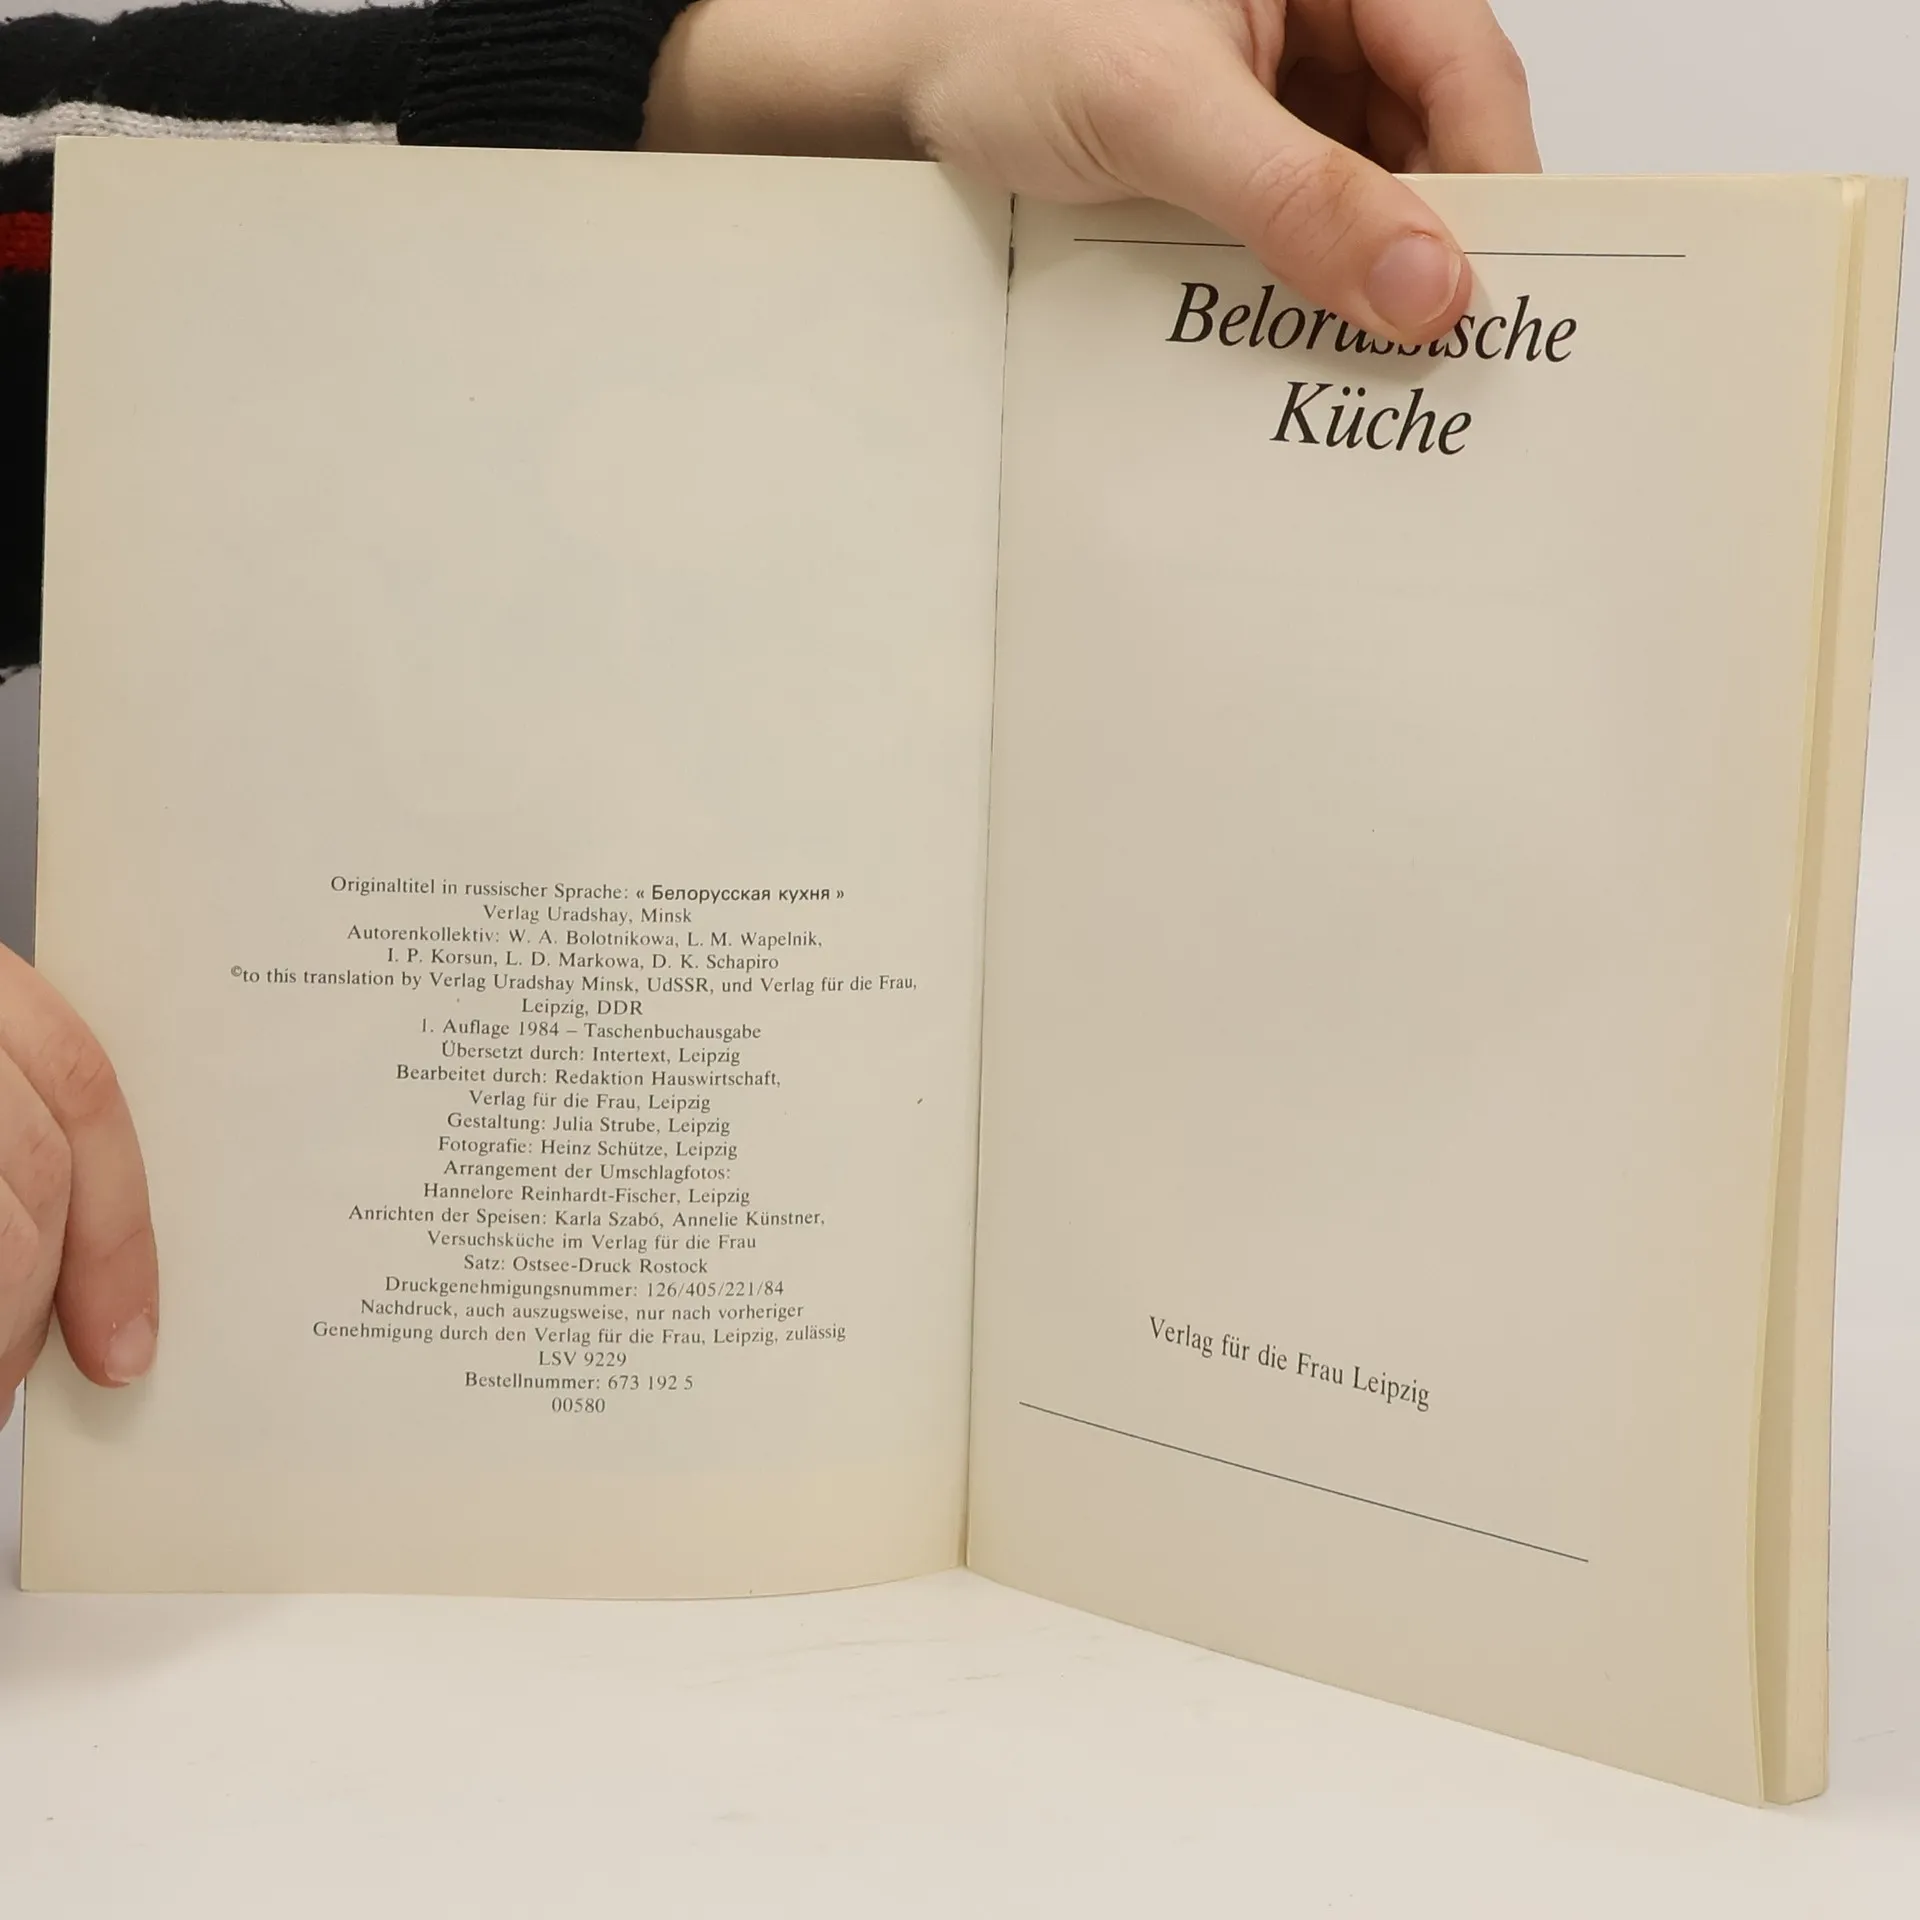 Originaltitel in russischer Sprache: « Белорусская кухня »
Verlag Uradshay, Minsk
Autorenkollektiv: W. A. Bolotnikowa, L. M. Wapelnik,
I. P. Korsun, L. D. Markowa, D. K. Schapiro
©to this translation by Verlag Uradshay Minsk, UdSSR, und Verlag für die Frau,
Leipzig, DDR
1. Auflage 1984 – Taschenbuchausgabe
Übersetzt durch: Intertext, Leipzig
Bearbeitet durch: Redaktion Hauswirtschaft,
Verlag für die Frau, Leipzig
Gestaltung: Julia Strube, Leipzig
Fotografie: Heinz Schütze, Leipzig
Arrangement der Umschlagfotos:
Hannelore Reinhardt-Fischer, Leipzig
Anrichten der Speisen: Karla Szabó, Annelie Künstner,
Versuchsküche im Verlag für die Frau
Satz: Ostsee-Druck Rostock
Druckgenehmigungsnummer: 126/405/221/84
Nachdruck, auch auszugsweise, nur nach vorheriger
Genehmigung durch den Verlag für die Frau, Leipzig, zulässig
LSV 9229
Bestellnummer: 673 192 5
00580
Belorussische
Küche
Verlag für die Frau Leipzig